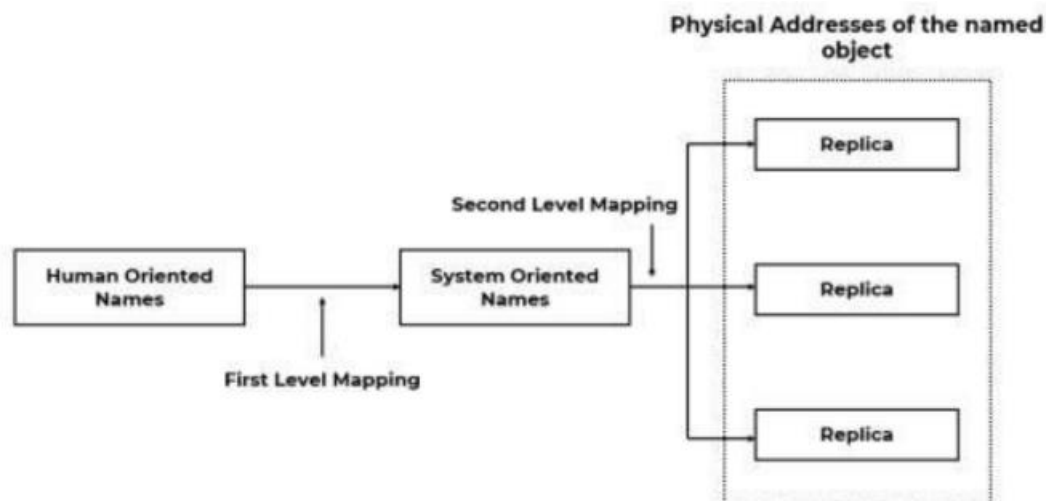 Physical Addresses of the named
object
Replica
Second Level Mapping
Human Oriented
Names
System Oriented
Names
Replica
First Level Mapping
Replica